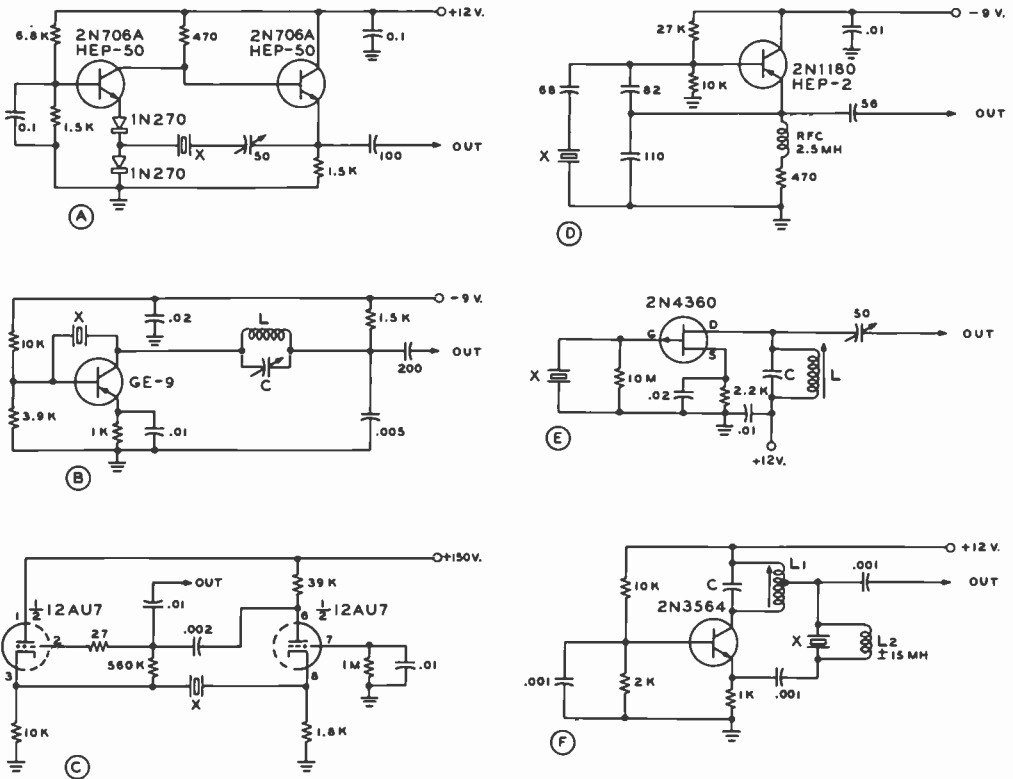 +12V.
6.8K
2N706A
HEP-50
470
2N706A
HEP-50
0.1
0.1
1.5K
1N270
1N270
X
50
100
OUT
1.5K
A
-9V.
27K
.01
2N1180
HEP-2
68
82
10K
56
OUT
X
110
RFC
2.5MH
470
D
-9V.
X
.02
L
1.5K
10K
C
OUT
GE-9
200
3.9K
1K
.01
.005
B
2N4360
50
G
D
S
OUT
X
10M
C
L
.02
2.2K
.01
+12V.
E
+150V.
OUT
39K
1
½
12AU7
.01
6
½
12AU7
2
27
.002
7
3
560K
8
1M
.01
X
10K
1.8K
C
+12V.
10K
C
L1
.001
OUT
2N3564
X
L2
±15MH
.001
2K
.001
1K
F